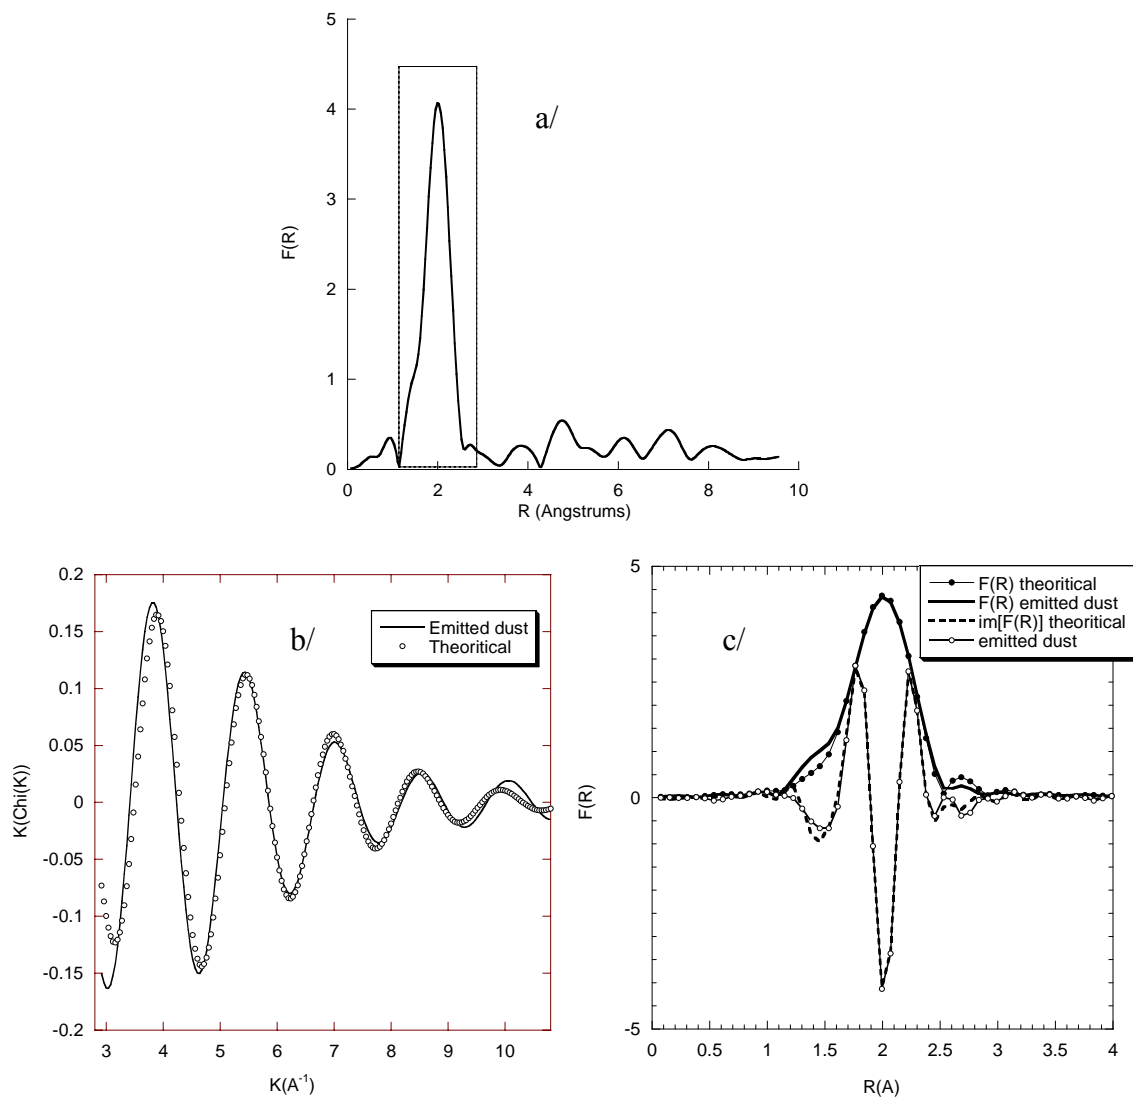 5
4
3
2
1
0
F(R)
a/
0 2 4 6 8 10
R (Angstrums)
0.2
0.15
0.1
0.05
0
-0.05
-0.1
-0.15
-0.2
K(Chi(K))
b/
Emitted dust
Theoritical
3 4 5 6 7 8 9 10
K(A⁻¹)
5
0
-5
F(R)
c/
F(R) theoritical
F(R) emitted dust
im[F(R)] theoritical
emitted dust
0 0.5 1 1.5 2 2.5 3 3.5 4
R(A)